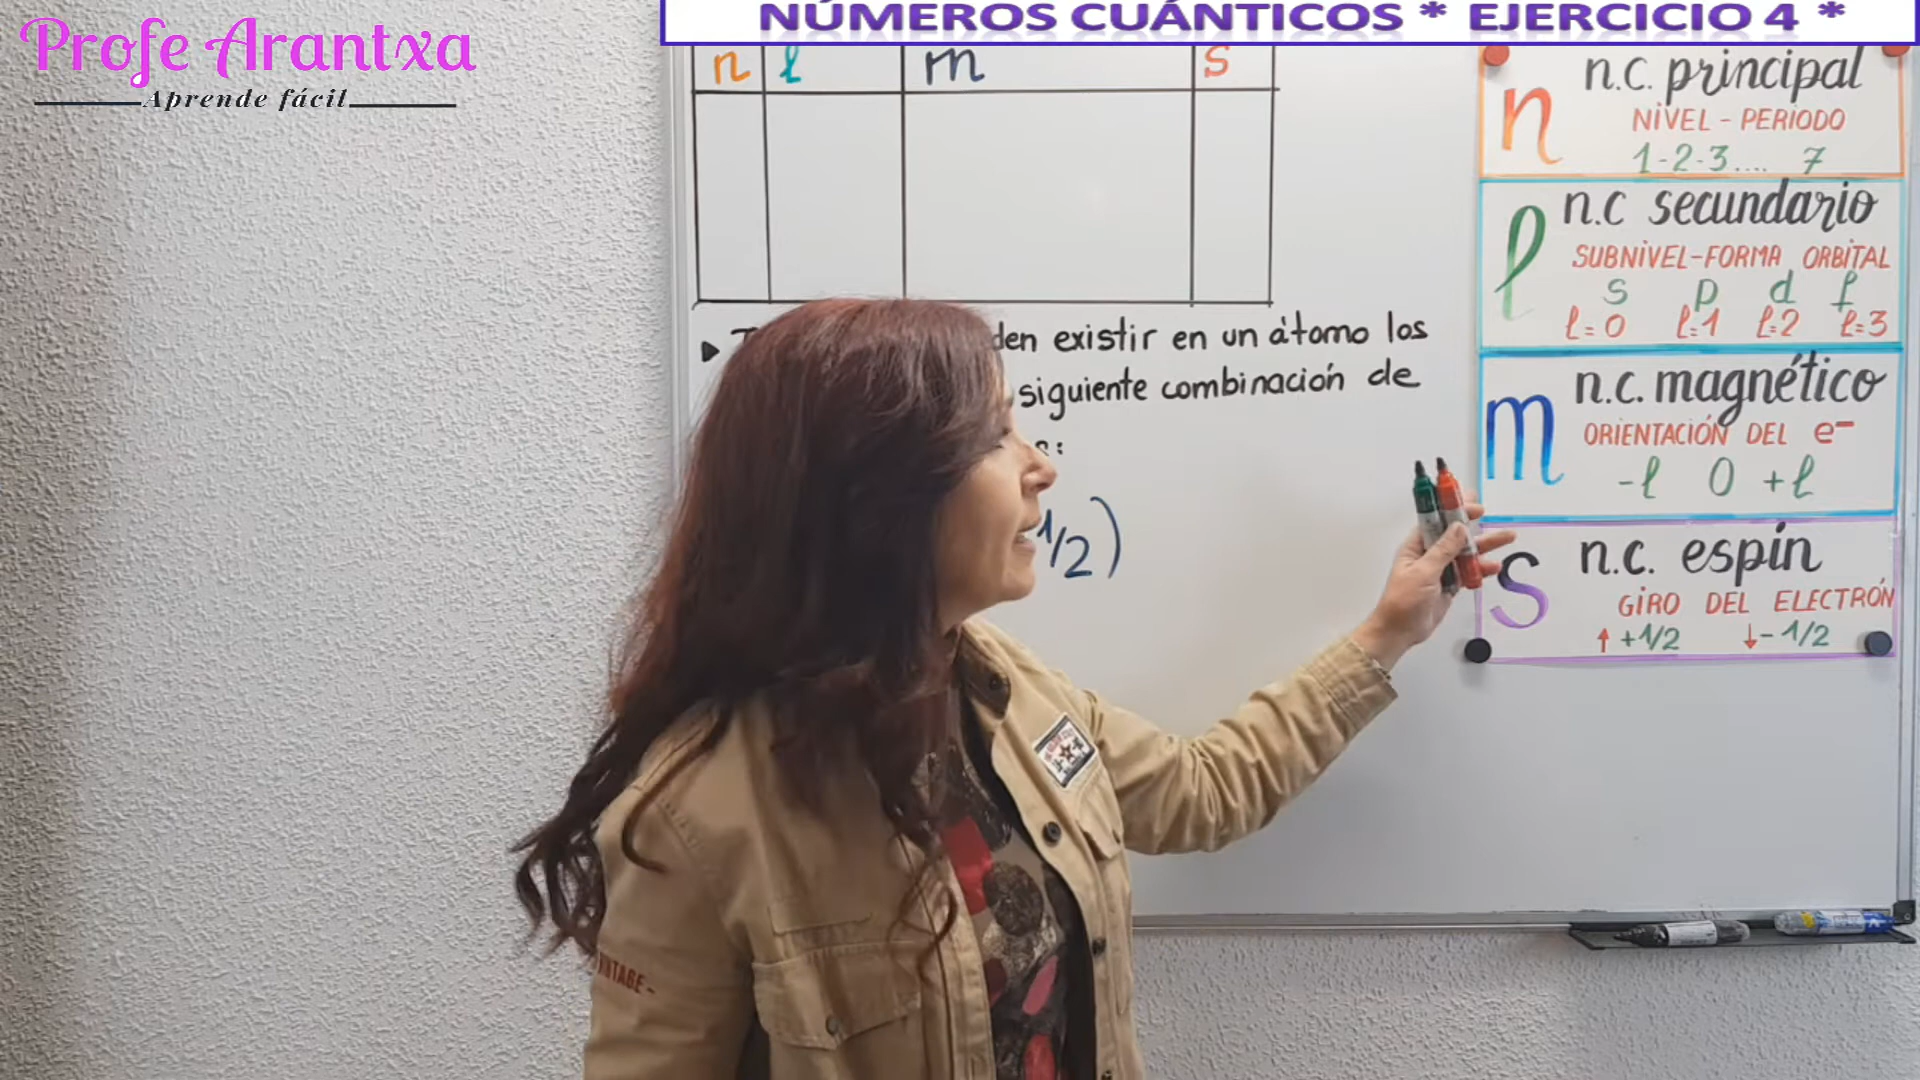 Profe Arantxa
Aprende fácil
NÚMEROS CUÁNTICOS * EJERCICIO 4 *
n l m s
den existir en un átomo los
siguiente combinación de
s:
1/2)
n n.c. principal
NIVEL - PERIODO
1-2-3.... 7
l n.c secundario
SUBNIVEL-FORMA ORBITAL
s p d f
l=0 l=1 l=2 l=3
m n.c. magnético
ORIENTACIÓN DEL e-
-l 0 +l
S n.c. espín
GIRO DEL ELECTRÓN
↑+1/2 ↓-1/2
NTAGE-